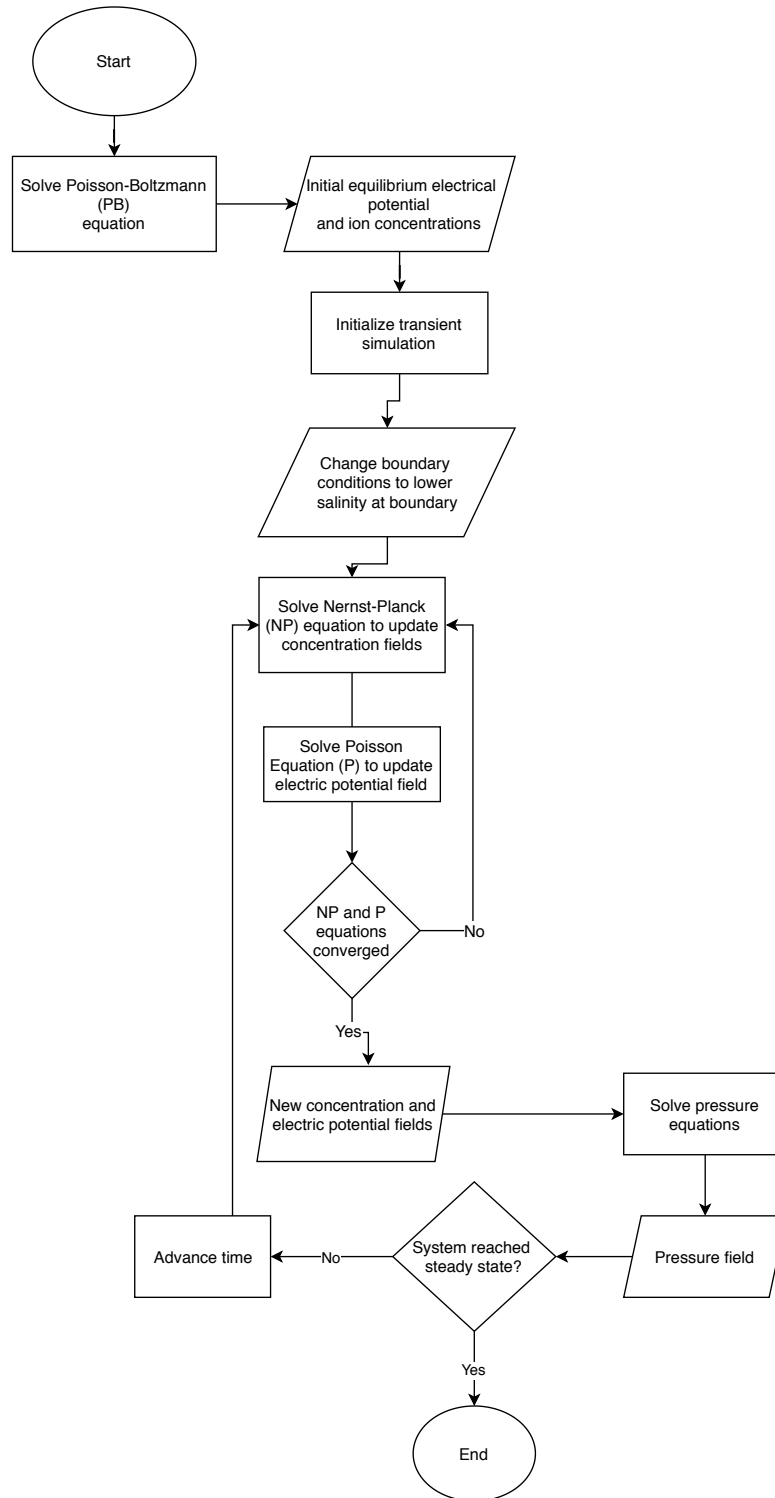 Start
Solve Poisson-Boltzmann
(PB)
equation
Initial equilibrium electrical
potential
and ion concentrations
Initialize transient
simulation
Change boundary
conditions to lower
salinity at boundary
Solve Nernst-Planck
(NP) equation to update
concentration fields
Solve Poisson
Equation (P) to update
electric potential field
NP and P
equations
converged
No
Yes
New concentration and
electric potential fields
Solve pressure
equations
Advance time
No
System reached
steady state?
Pressure field
Yes
End